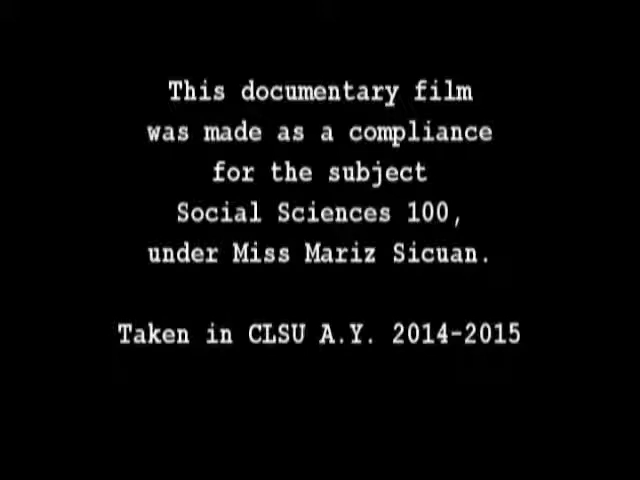 This documentary film
was made as a compliance
for the subject
Social Sciences 100,
under Miss Mariz Sicuan.
Taken in CLSU A.Y. 2014-2015